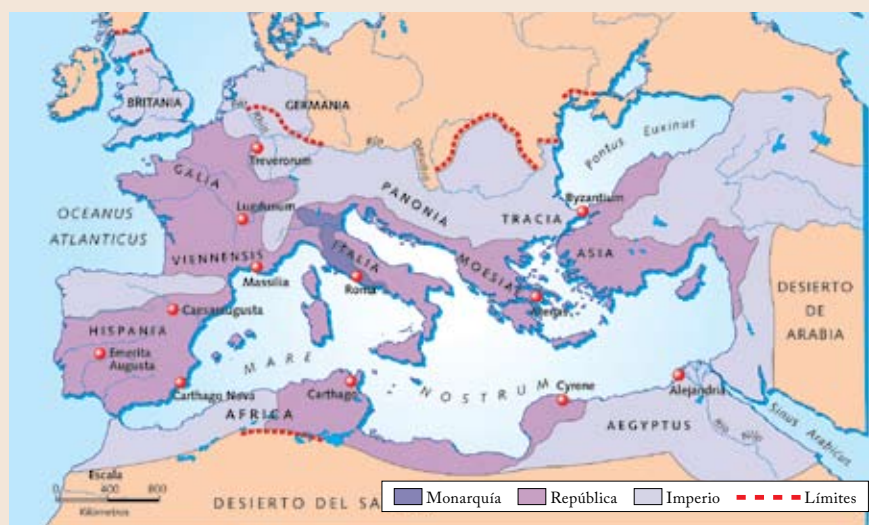 BRITANIA
GERMANIA
Rin
Río
Danubio
Treverorum
GALIA
Lugdunum
OCEANUS
ATLANTICUS
VIENNENSIS
Massilia
PANONIA
TRACIA
MOESIA
ITALIA
Roma
Pontus Euxinus
Byzantium
ASIA
Atenas
HISPANIA
Caesaraugusta
Emerita
Augusta
Carthago Nova
MARE
NOSTRUM
Carthago
AFRICA
Cyrene
Alejandría
AEGYPTUS
Río Nilo
Sinus Arabicus
DESIERTO
DE
ARABIA
Escala
0 400 800
Kilómetros
DESIERTO DEL SA
Monarquía
República
Imperio
Límites